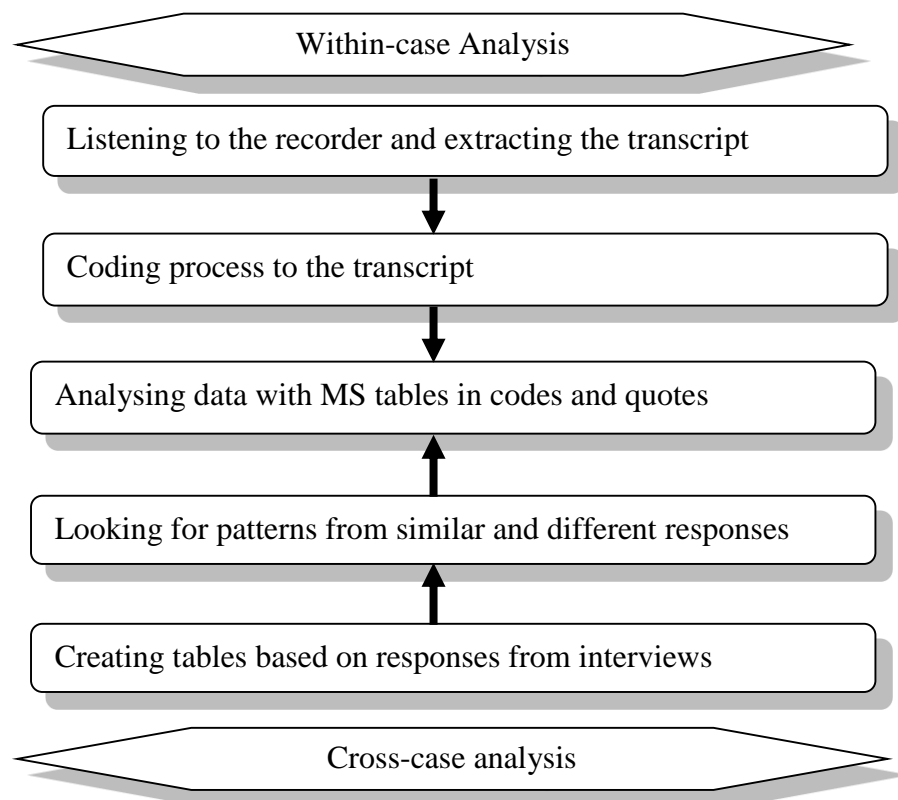 Within-case Analysis
Listening to the recorder and extracting the transcript
Coding process to the transcript
Analysing data with MS tables in codes and quotes
Looking for patterns from similar and different responses
Creating tables based on responses from interviews
Cross-case analysis